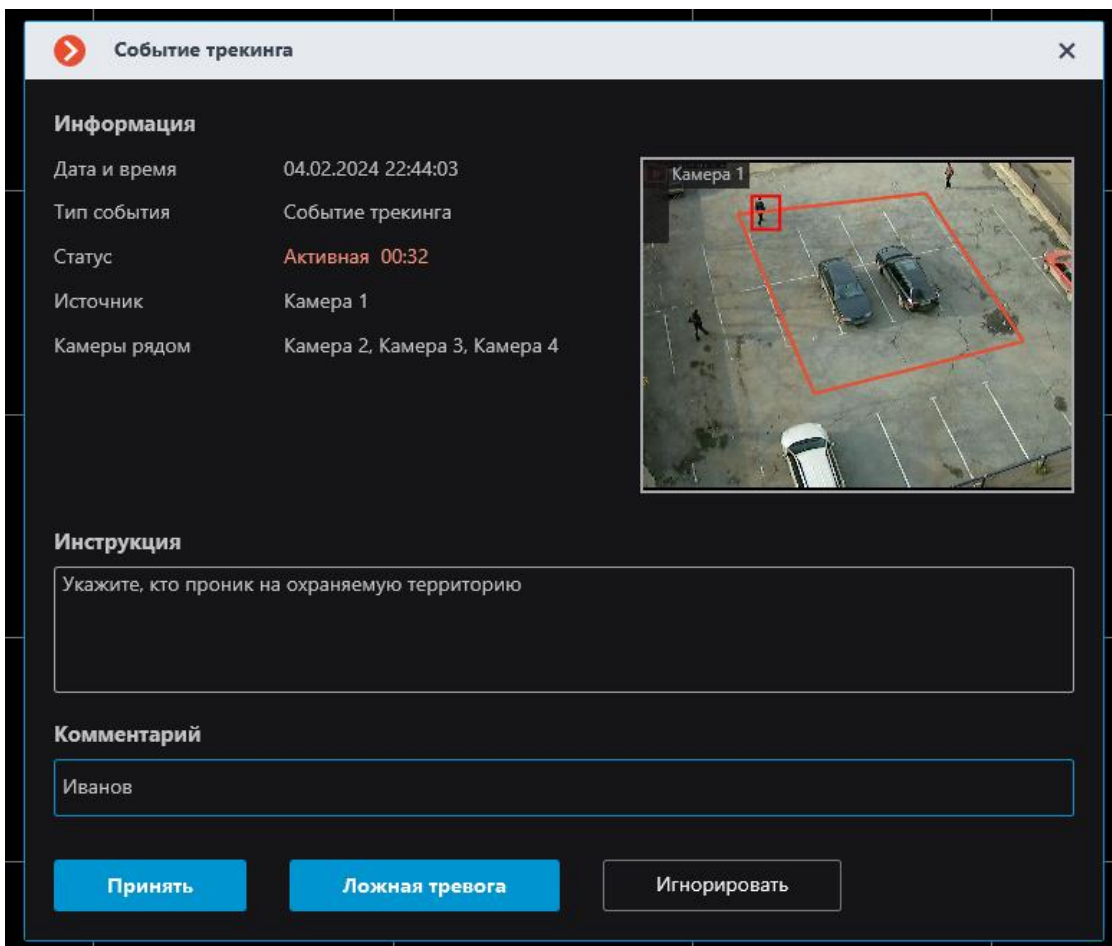 Событие трекинга
Информация
Дата и время 04.02.2024 22:44:03
Тип события Событие трекинга
Статус Активная 00:32
Источник Камера 1
Камеры рядом Камера 2, Камера 3, Камера 4
Камера 1
Инструкция
Укажите, кто проник на охраняемую территорию
Комментарий
Иванов
Принять Ложная тревога Игнорировать